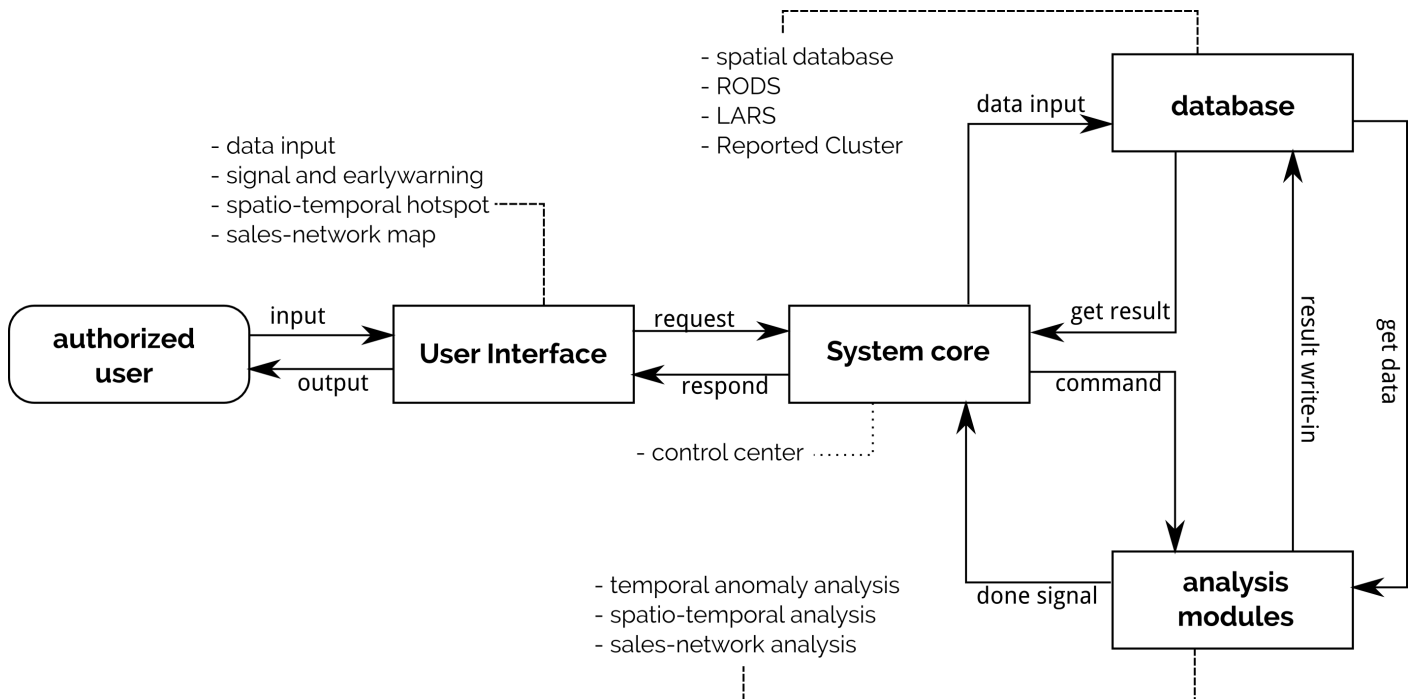 - spatial database
- RODS
- LARS
- Reported Cluster
data input
database
- data input
- signal and earlywarning
- spatio-temporal hotspot
- sales-network map
authorized
user
input
output
User Interface
request
respond
System core
get result
command
result write-in
get data
- control center
- temporal anomaly analysis
- spatio-temporal analysis
- sales-network analysis
done signal
analysis
modules